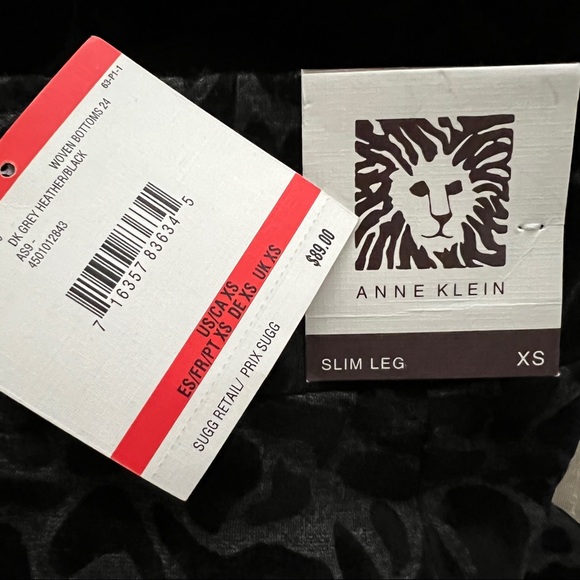 63-P1-1
WOVEN BOTTOMS 24
DK GREY HEATHER/BLACK
AS9 -
4501012843
7 16357 83634 5
US/CA XS
ES/FR/PT XS DE XS UK XS
$89.00
SUGG RETAIL/ PRIX SUGG
ANNE KLEIN
SLIM LEG XS